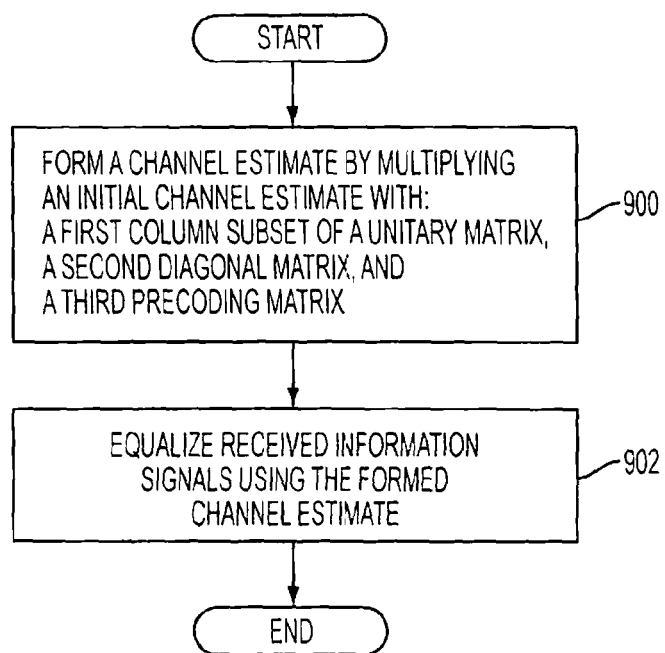 START
FORM A CHANNEL ESTIMATE BY MULTIPLYING
AN INITIAL CHANNEL ESTIMATE WITH:
A FIRST COLUMN SUBSET OF A UNITARY MATRIX,
A SECOND DIAGONAL MATRIX, AND
A THIRD PRECODING MATRIX
900
EQUALIZE RECEIVED INFORMATION
SIGNALS USING THE FORMED
CHANNEL ESTIMATE
902
END